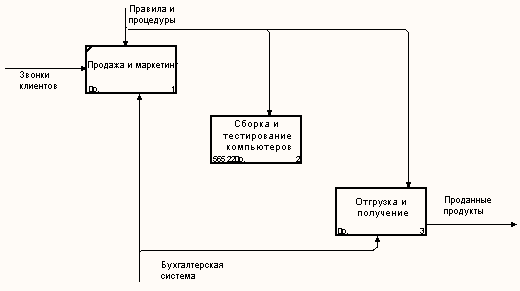 Правила и
процедуры
Звонки
клиентов
Продажа и маркетинг
0р. 1
Сборка и
тестирование
компьютеров
565 220р. 2
Отгрузка и
получение
0р. 3
Проданные
продукты
Бухгалтерская
система